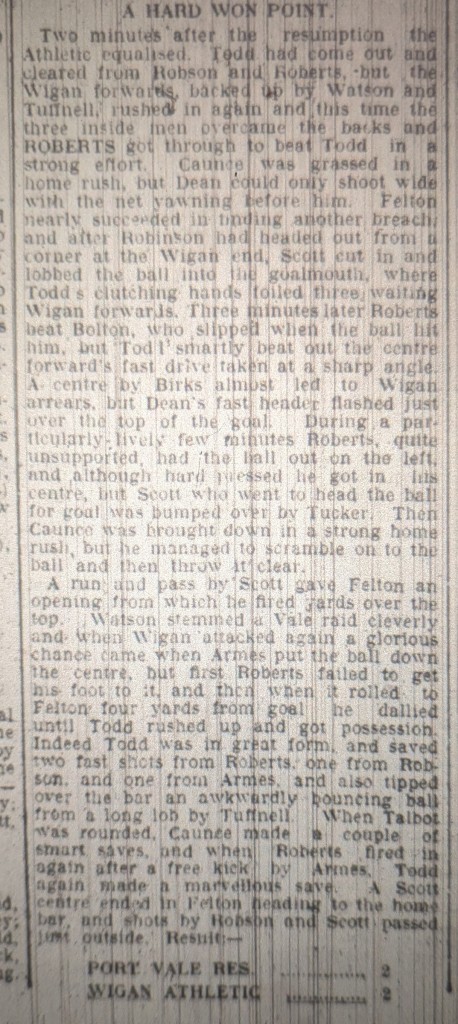 A HARD WON POINT.
Two minutes after the resumption the
Athletic equalised. Todd had come out and
cleared from Robson and Roberts, but the
Wigan forwards, backed up by Watson and
Tuffnell, rushed in again and this time the
three inside men overcame the backs and
ROBERTS got through to beat Todd in a
strong effort. Caunce was grassed in a
home rush, but Dean could only shoot wide
with the net yawning before him. Felton
nearly succeeded in finding another breach,
and after Robinson had headed out from a
corner at the Wigan end, Scott cut in and
lobbed the ball into the goalmouth, where
Todd's clutching hands foiled three waiting
Wigan forwards. Three minutes later Roberts
beat Bolton, who slipped when the ball hit
him, but Todd smartly beat out the centre
forward's fast drive taken at a sharp angle.
A centre by Birks almost led to Wigan
arrears, but Dean's fast header flashed just
over the top of the goal. During a par-
ticularly lively few minutes Roberts, quite
unsupported, had the ball out on the left,
and although hard pressed he got in his
centre, but Scott who went to head the ball
for goal was bumped over by Tucker. Then
Caunce was brought down in a strong home
rush, but he managed to scramble on to the
ball and then throw it clear.
A run and pass by Scott gave Felton an
opening from which he fired yards over the
top. Watson stemmed a Vale raid cleverly
and when Wigan attacked again a glorious
chance came when Armes put the ball down
the centre, but first Roberts failed to get
his foot to it, and then when it rolled to
Felton four yards from goal he dallied
until Todd rushed up and got possession.
Indeed Todd was in great form, and saved
two fast shots from Roberts, one from Rob-
son, and one from Armes, and also tipped
over the bar an awkwardly bouncing ball
from a long lob by Tuffnell. When Talbot
was rounded, Caunce made a couple of
smart saves, and when Roberts fired in
again after a free kick by Armes, Todd
again made a marvellous save. A Scott
centre ended in Felton heading to the home
bar, and shots by Robson and Scott passed
just outside. Result:—
PORT VALE RES. ............ 2
WIGAN ATHLETIC ............ 2